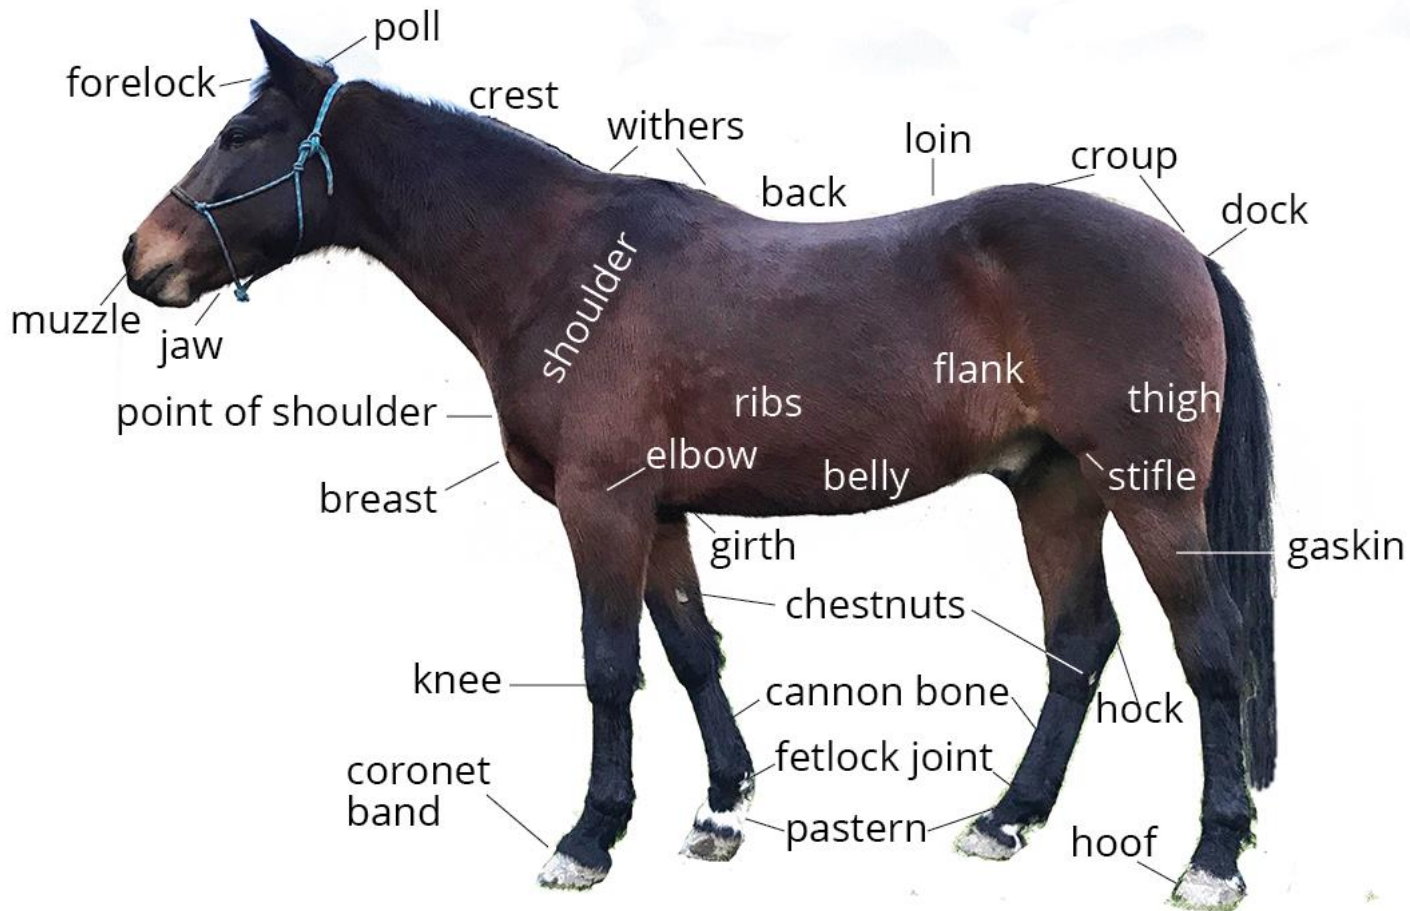 poll
forelock
crest
withers
loin
croup
back
dock
shoulder
muzzle
jaw
flank
point of shoulder
ribs
thigh
elbow
belly
stifle
breast
girth
gaskin
chestnuts
knee
cannon bone
hock
fetlock joint
coronet
band
pastern
hoof